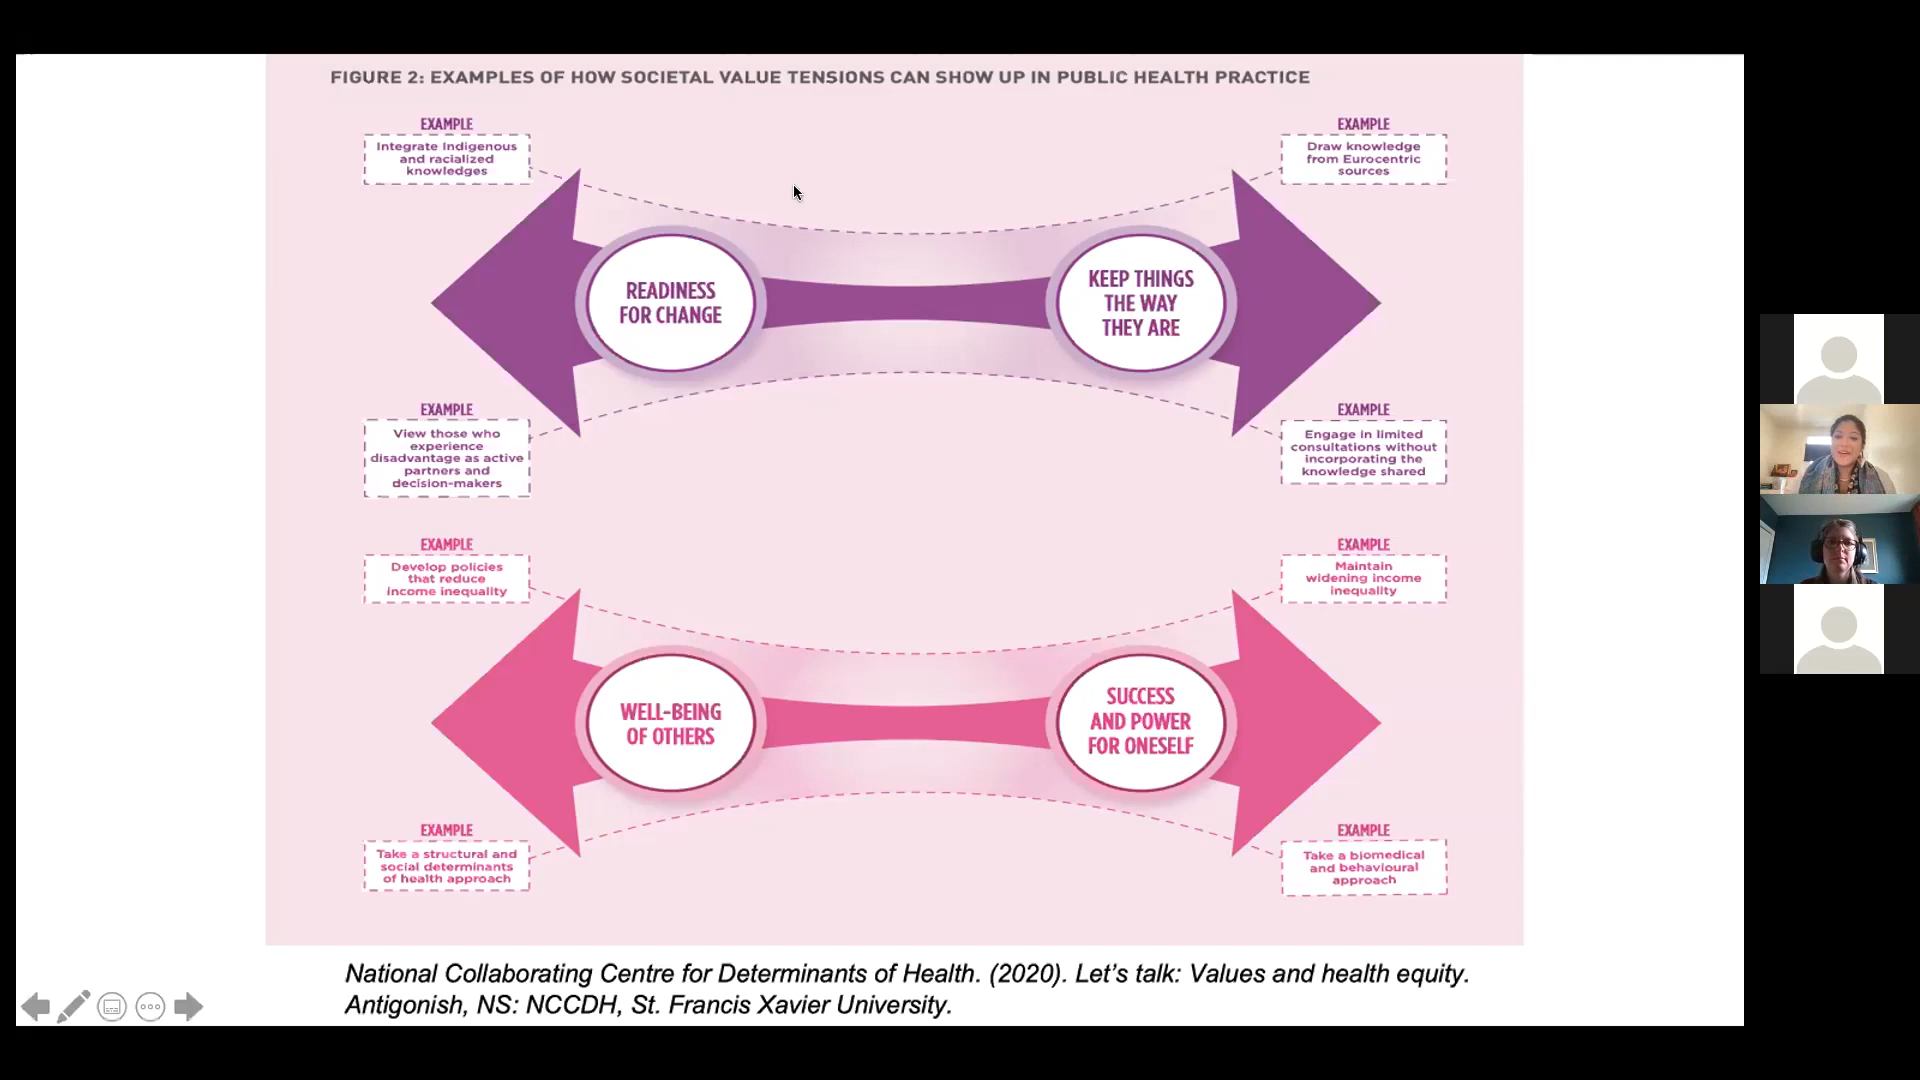 FIGURE 2: EXAMPLES OF HOW SOCIETAL VALUE TENSIONS CAN SHOW UP IN PUBLIC HEALTH PRACTICE
EXAMPLE
Integrate Indigenous
and racialized
knowledges
EXAMPLE
Draw knowledge
from Eurocentric
sources
READINESS
FOR CHANGE
KEEP THINGS
THE WAY
THEY ARE
EXAMPLE
View those who
experience
disadvantage as active
partners and
decision-makers
EXAMPLE
Engage in limited
consultations without
incorporating the
knowledge shared
EXAMPLE
Develop policies
that reduce
income inequality
EXAMPLE
Maintain
widening income
inequality
WELL-BEING
OF OTHERS
SUCCESS
AND POWER
FOR ONESELF
EXAMPLE
Take a structural and
social determinants
of health approach
EXAMPLE
Take a biomedical
and behavioural
approach
National Collaborating Centre for Determinants of Health. (2020). Let's talk: Values and health equity.
Antigonish, NS: NCCDH, St. Francis Xavier University.